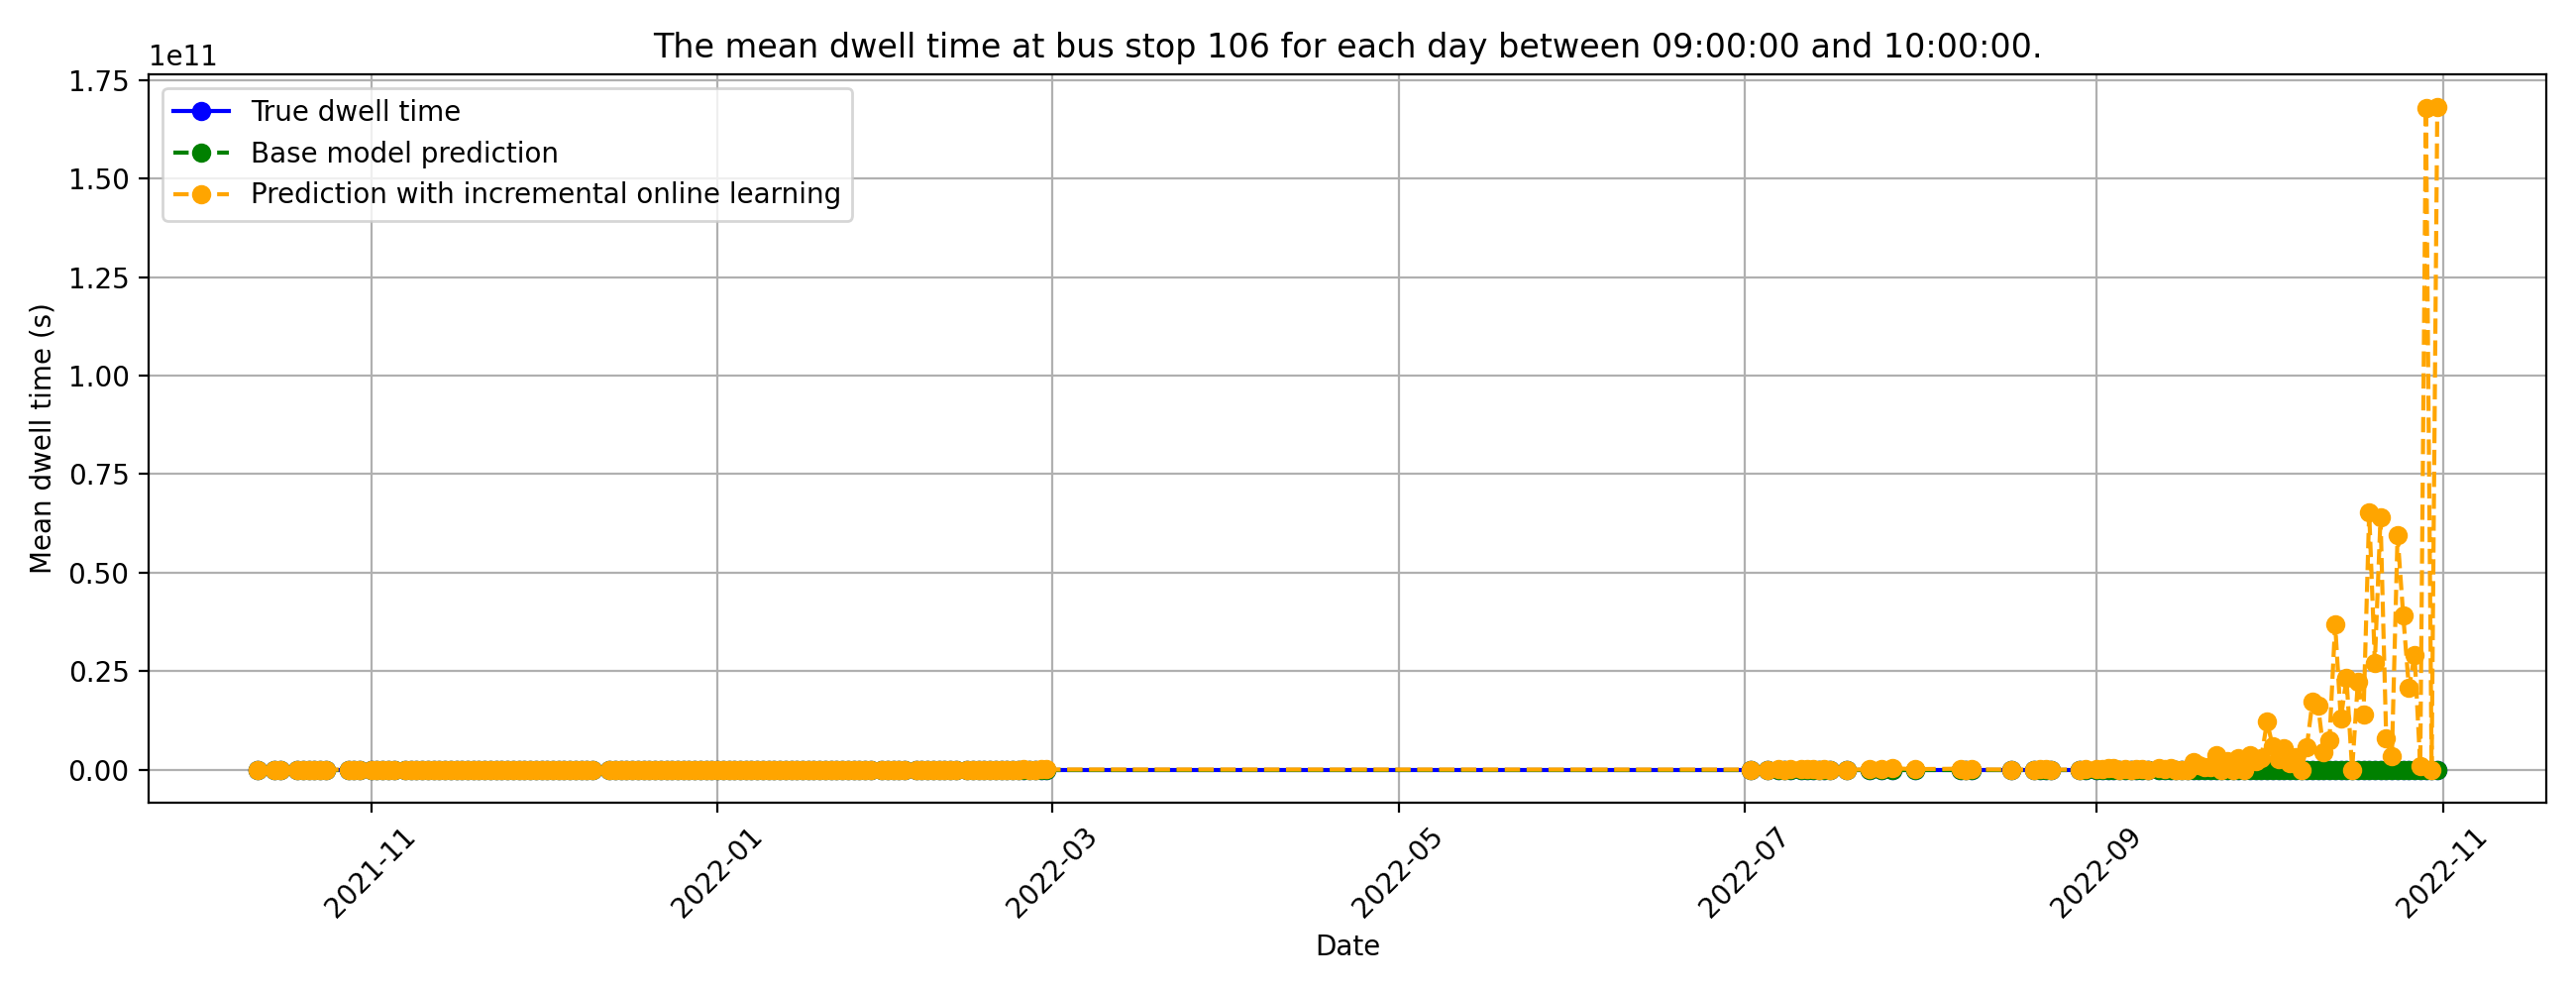 The mean dwell time at bus stop 106 for each day between 09:00:00 and 10:00:00.
1e11
1.75
1.50
1.25
1.00
0.75
0.50
0.25
0.00
Mean dwell time (s)
True dwell time
Base model prediction
Prediction with incremental online learning
2021-11
2022-01
2022-03
2022-05
2022-07
2022-09
2022-11
Date